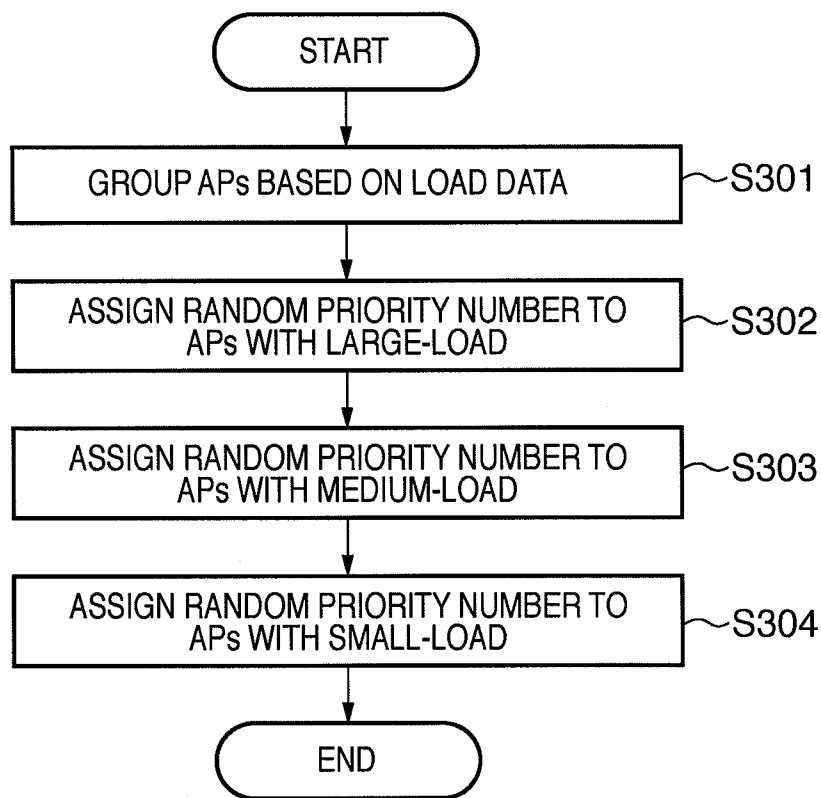 START
GROUP APs BASED ON LOAD DATA
S301
ASSIGN RANDOM PRIORITY NUMBER TO
APs WITH LARGE-LOAD
S302
ASSIGN RANDOM PRIORITY NUMBER TO
APs WITH MEDIUM-LOAD
S303
ASSIGN RANDOM PRIORITY NUMBER TO
APs WITH SMALL-LOAD
S304
END